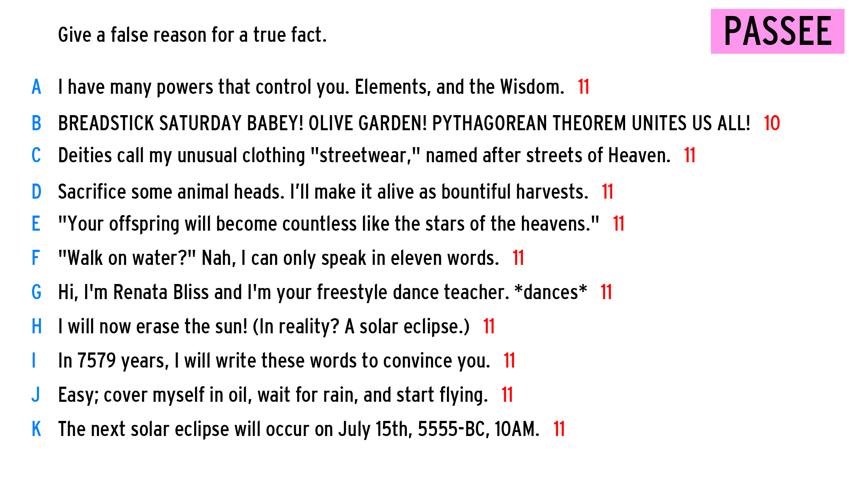 Give a false reason for a true fact.
PASSEE
A I have many powers that control you. Elements, and the Wisdom. 11
B BREADSTICK SATURDAY BABEY! OLIVE GARDEN! PYTHAGOREAN THEOREM UNITES US ALL! 10
C Deities call my unusual clothing "streetwear," named after streets of Heaven. 11
D Sacrifice some animal heads. I'll make it alive as bountiful harvests. 11
E "Your offspring will become countless like the stars of the heavens." 11
F "Walk on water?" Nah, I can only speak in eleven words. 11
G Hi, I'm Renata Bliss and I'm your freestyle dance teacher. *dances* 11
H I will now erase the sun! (In reality? A solar eclipse.) 11
I In 7579 years, I will write these words to convince you. 11
J Easy; cover myself in oil, wait for rain, and start flying. 11
K The next solar eclipse will occur on July 15th, 5555-BC, 10AM. 11